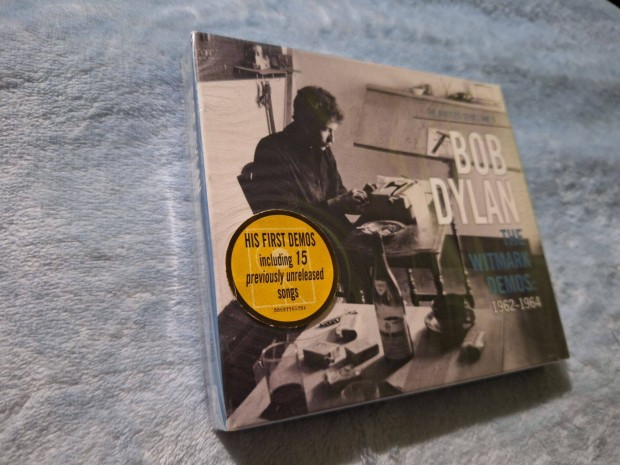 BOB
DYLAN
THE
WITMARK
DEMOS:
1962-1964
HIS FIRST DEMOS
including 15
previously unreleased
songs